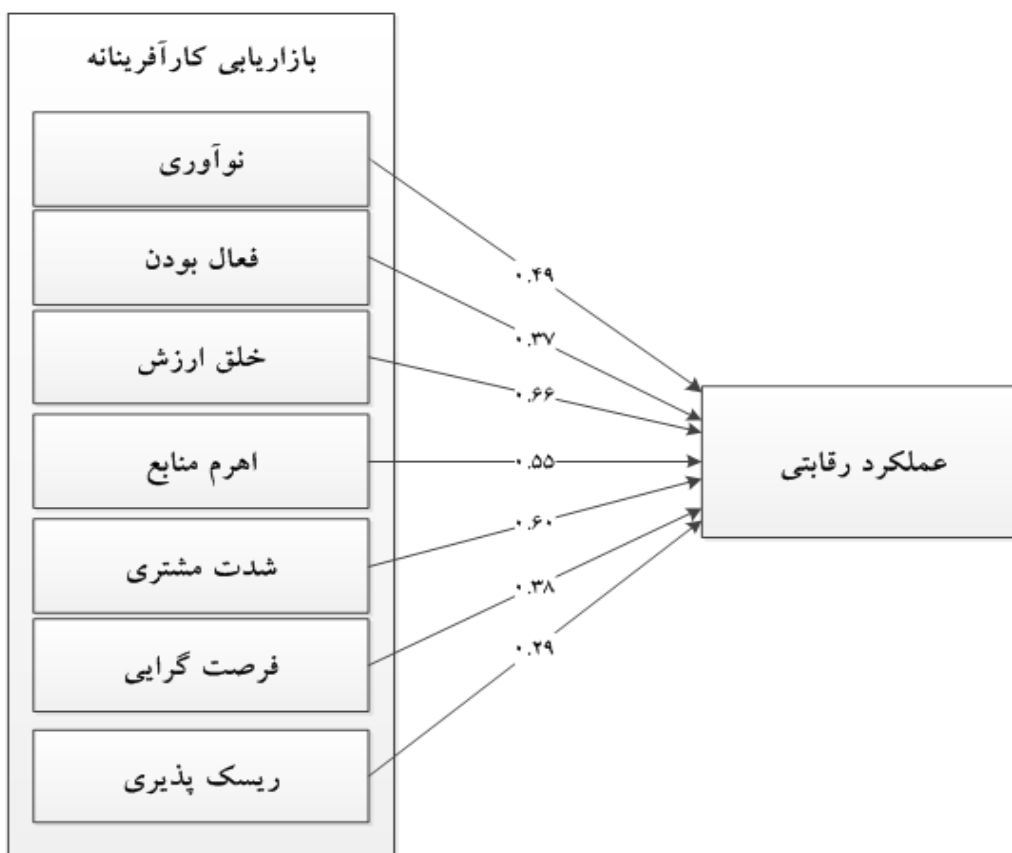 بازاریابی کارآفرینانه
نوآوری
فعال بودن
خلق ارزش
اهرم منابع
شدت مشتری
فرصت گرایی
ریسک پذیری
۰.۴۹
۰.۳۷
۰.۶۶
۰.۵۵
۰.۶۰
۰.۳۸
۰.۲۹
عملکرد رقابتی